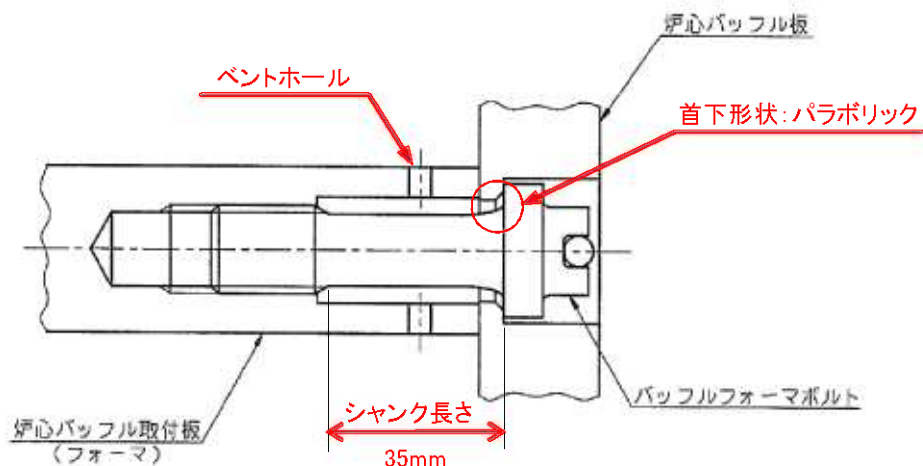 炉心バッフル板
ベントホール
首下形状：パラボリック
シャンク長さ
35mm
バッフルフォーマボルト
炉心バッフル取付板
（フォーマ）